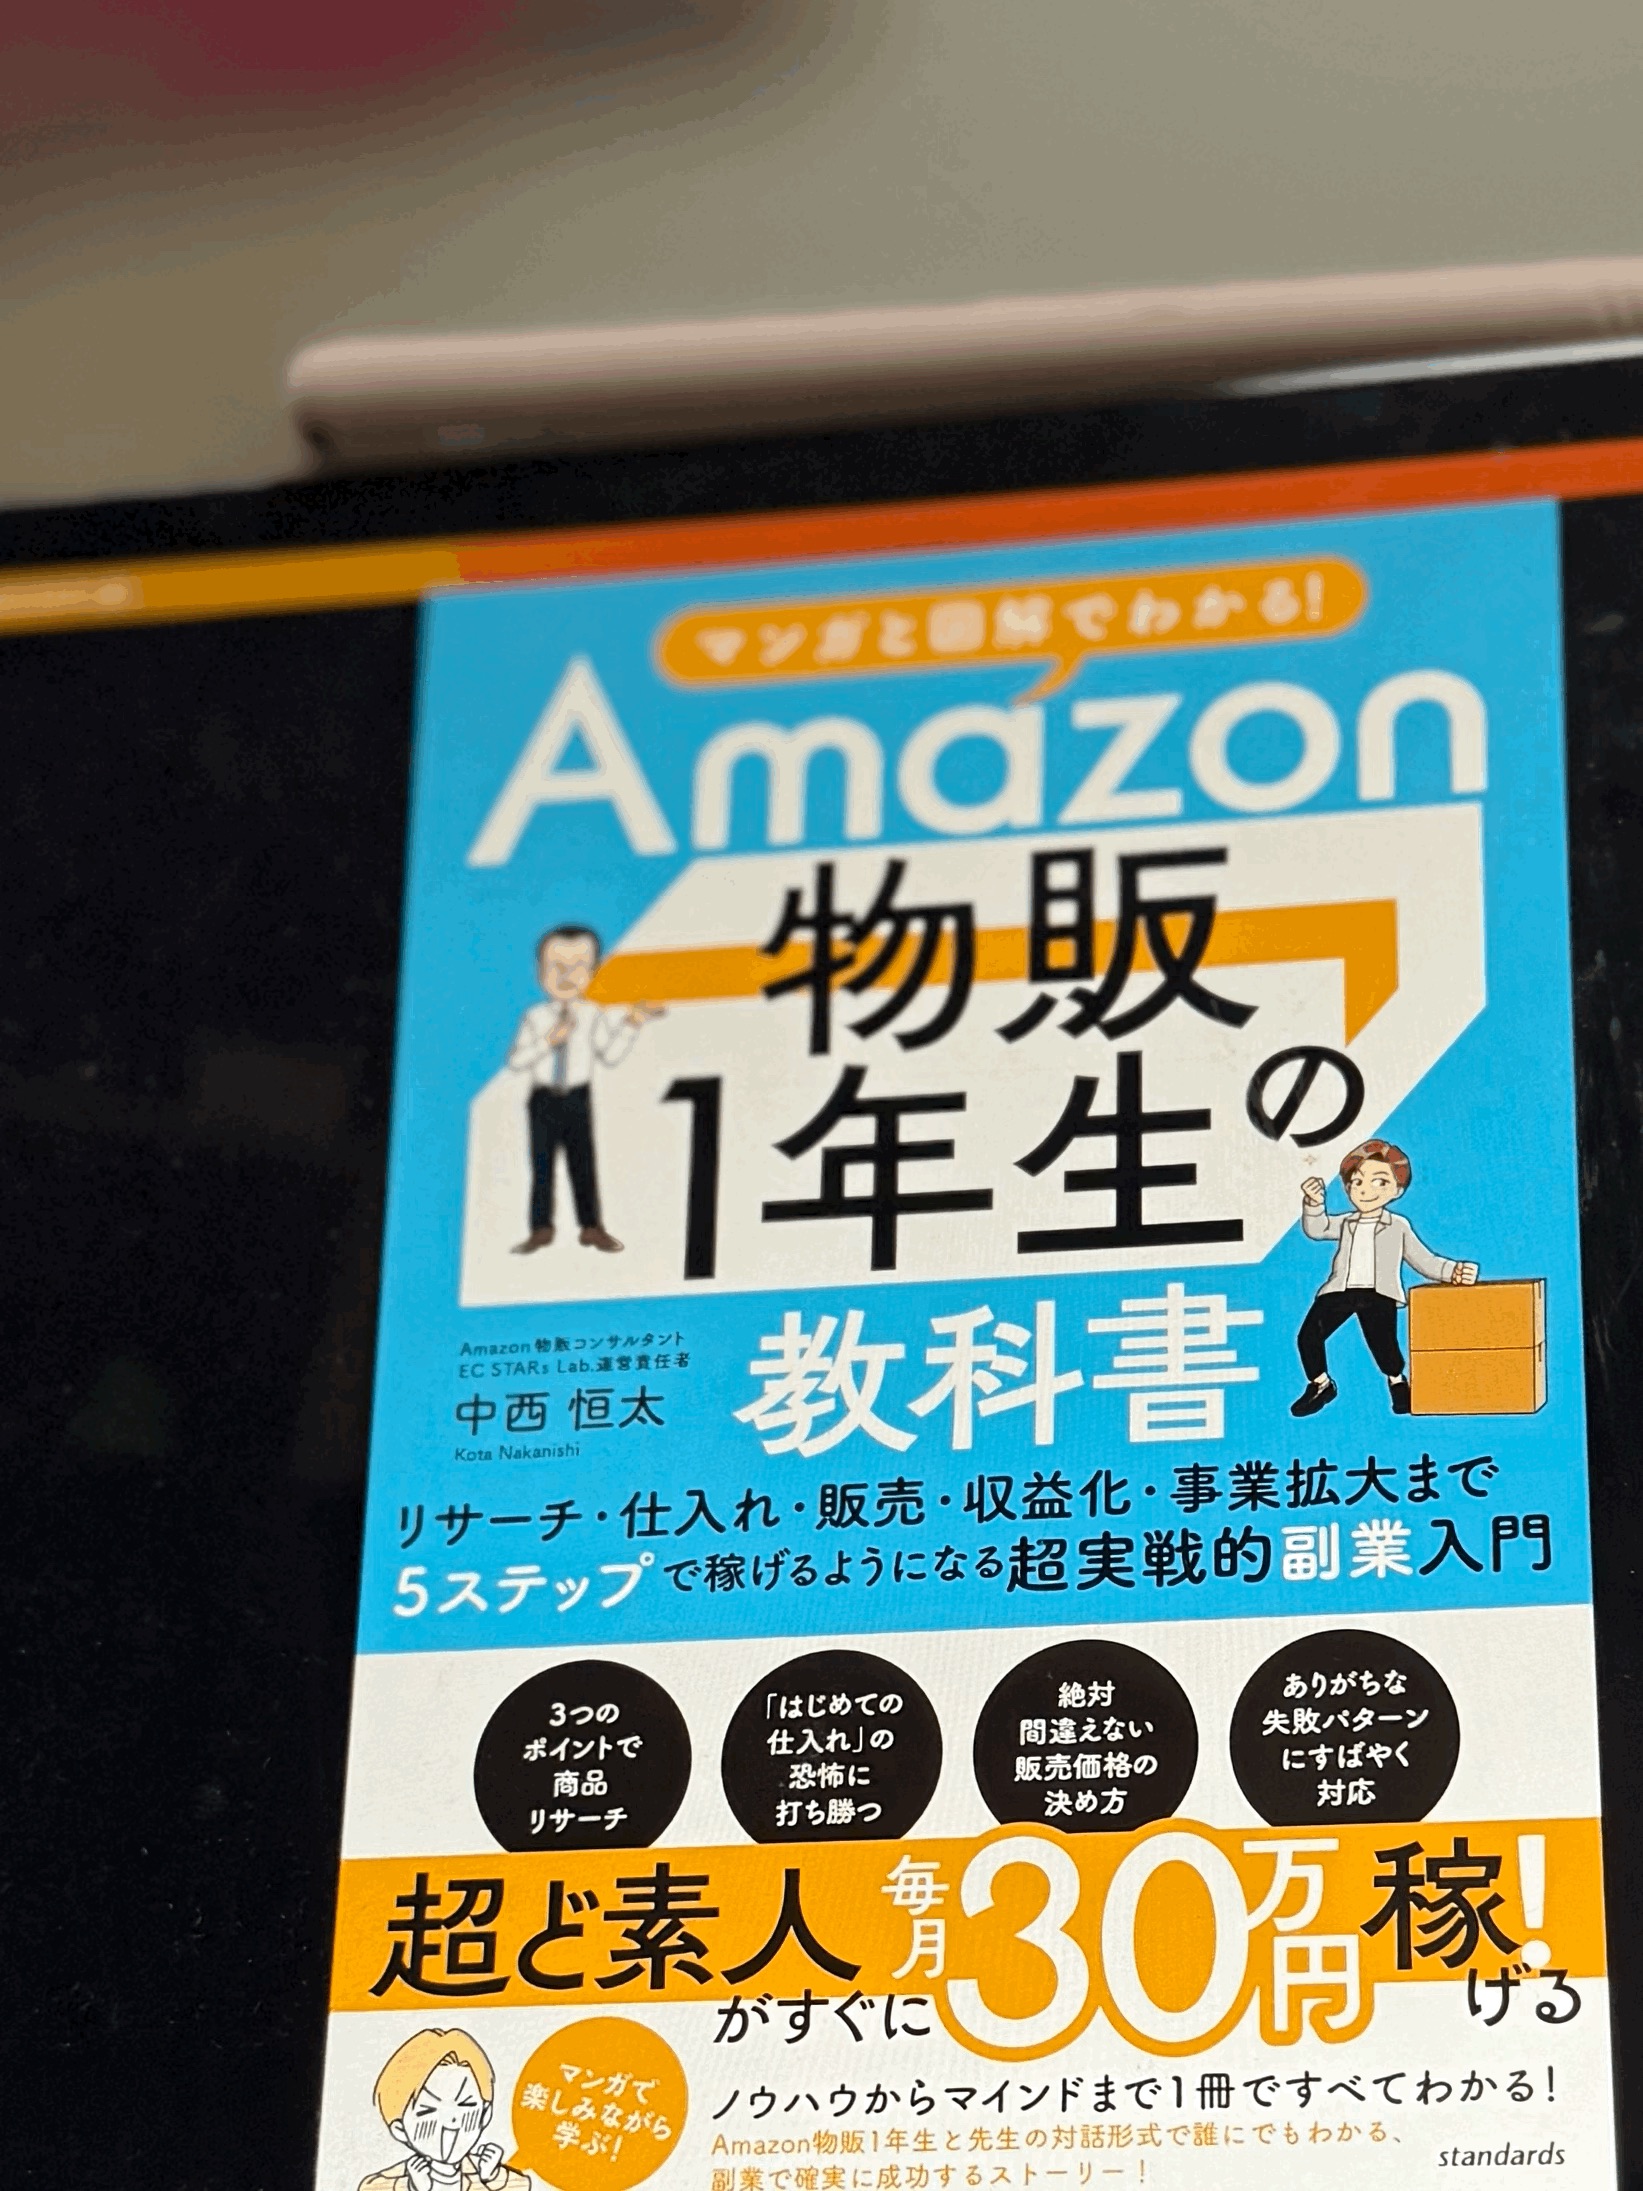 マンガと図解でわかる!
Amazon
物販
1年生の
教科書
Amazon物販コンサルタント
EC STARs Lab.運営責任者
中西 恒太
Kota Nakanishi
リサーチ・仕入れ・販売・収益化・事業拡大まで
5ステップで稼げるようになる超実戦的副業入門
3つの
ポイントで
商品
リサーチ
「はじめての
仕入れ」の
恐怖に
打ち勝つ
絶対
間違えない
販売価格の
決め方
ありがちな
失敗パターン
にすばやく
対応
超ど素人
がすぐに
毎月
30万円
稼げる!
マンガで
楽しみながら
学ぶ!
ノウハウからマインドまで1冊ですべてわかる!
Amazon物販1年生と先生の対話形式で誰にでもわかる、
副業で確実に成功するストーリー!
standards